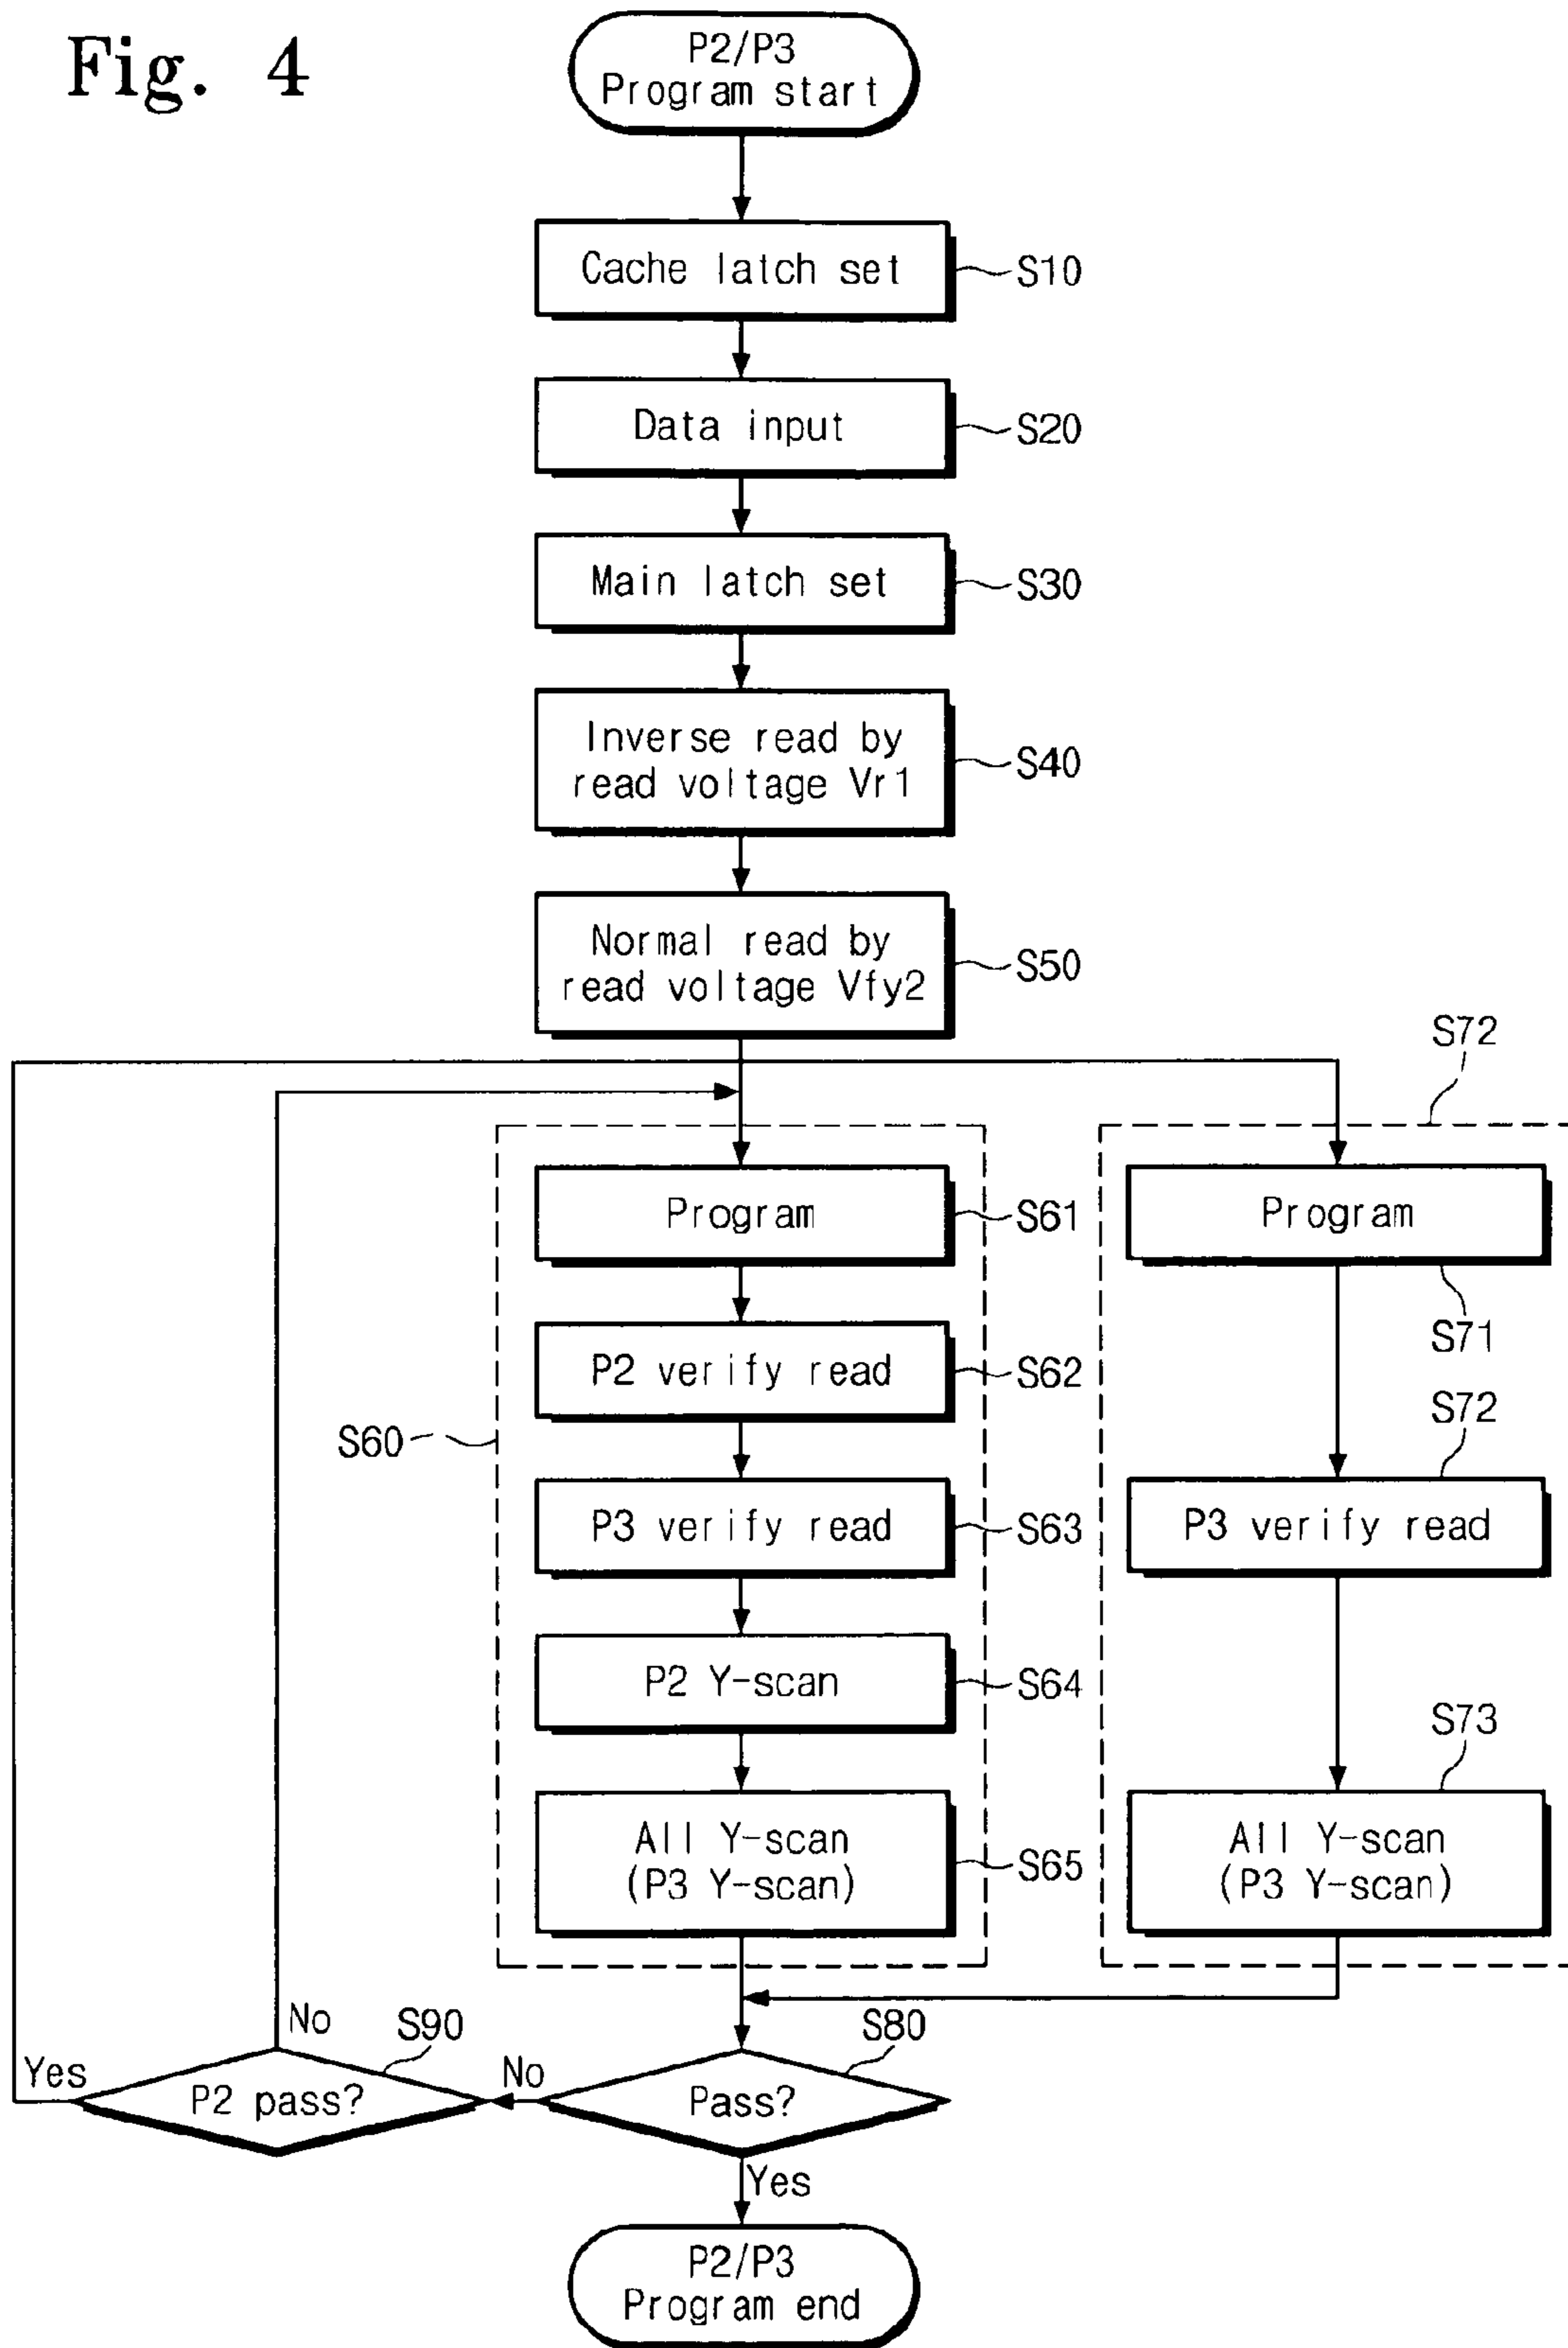 Fig. 4
P2/P3
Program start
Cache latch set
S10
Data input
S20
Main latch set
S30
Inverse read by
read voltage Vr1
S40
Normal read by
read voltage Vfy2
S50
S72
Program
S61
Program
S71
P2 verify read
S62
S60
S72
P3 verify read
S63
P3 verify read
P2 Y-scan
S64
S73
All Y-scan
(P3 Y-scan)
S65
All Y-scan
(P3 Y-scan)
No
S90
S80
Yes
P2 pass?
No
Pass?
Yes
P2/P3
Program end